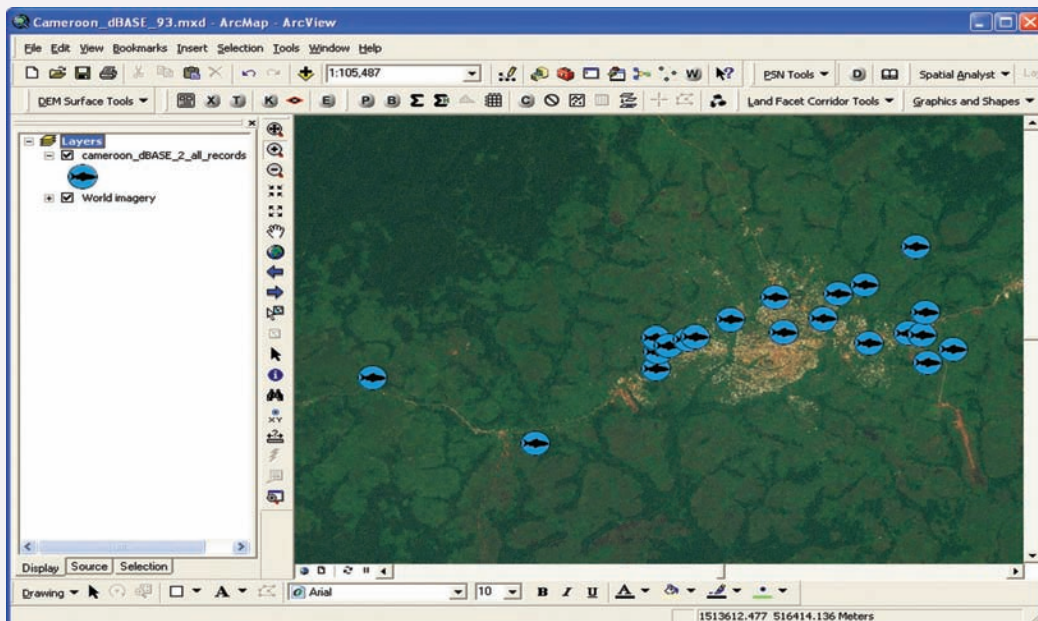 Cameroon_dBASE_93.mxd - ArcMap - ArcView
File Edit View Bookmarks Insert Selection Tools Window Help
1:105,487 PSN Tools D Spatial Analyst
DEM Surface Tools X T K E P B Σ Σ C Land Facet Corridor Tools Graphics and Shapes
Layers
cameroon_dBASE_2_all_records
World imagery
XY
Display Source Selection
Drawing A Arial 10 B I U A
1513612.477 516414.136 Meters